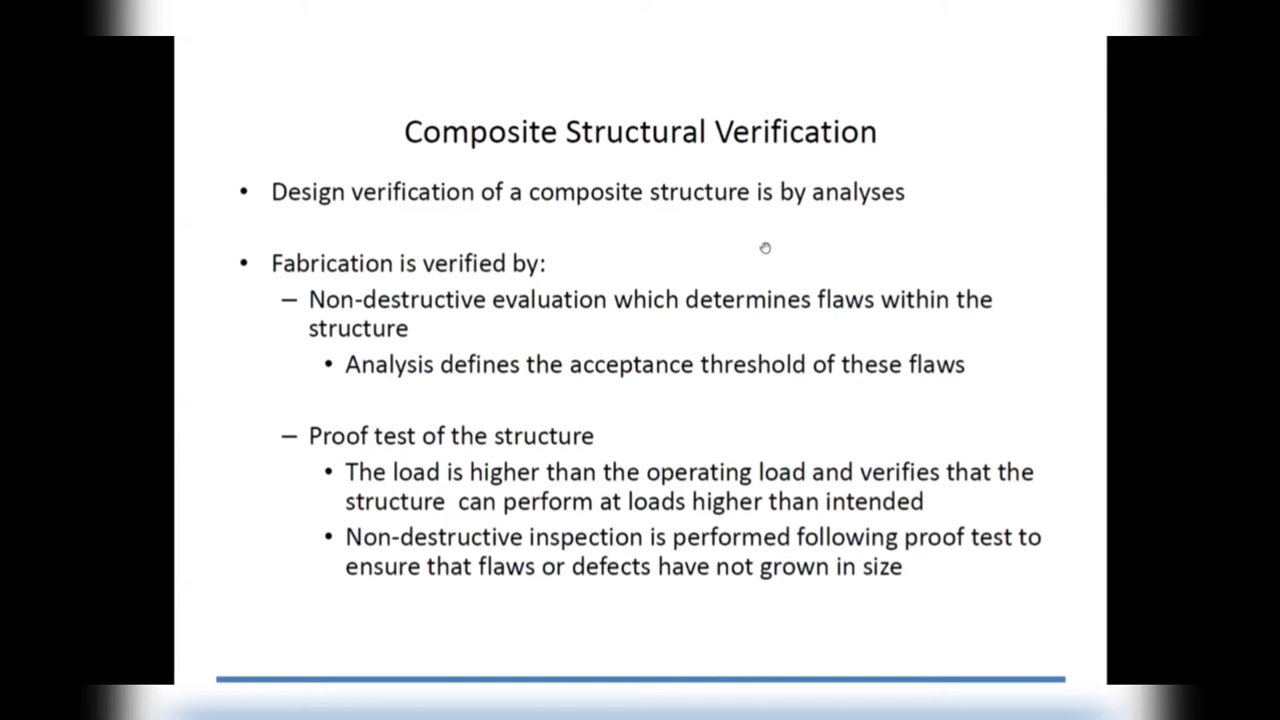 Composite Structural Verification
• Design verification of a composite structure is by analyses
• Fabrication is verified by:
– Non-destructive evaluation which determines flaws within the
structure
• Analysis defines the acceptance threshold of these flaws
– Proof test of the structure
• The load is higher than the operating load and verifies that the
structure  can perform at loads higher than intended
• Non-destructive inspection is performed following proof test to
ensure that flaws or defects have not grown in size